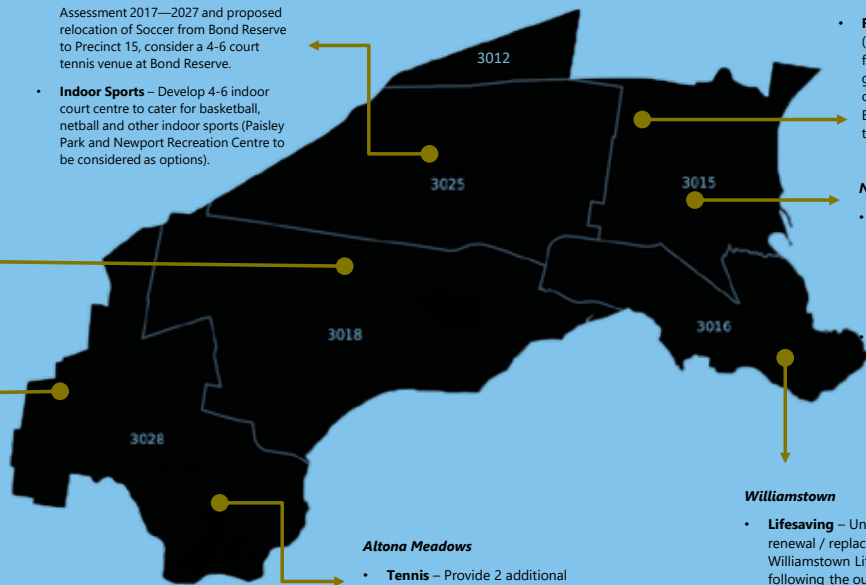 Assessment 2017—2027 and proposed
relocation of Soccer from Bond Reserve
to Precinct 15, consider a 4-6 court
tennis venue at Bond Reserve.
• Indoor Sports – Develop 4-6 indoor
court centre to cater for basketball,
netball and other indoor sports (Paisley
Park and Newport Recreation Centre to
be considered as options).
3012
3025
3015
3018
3016
3028
Altona Meadows
• Tennis – Provide 2 additional
Williamstown
• Lifesaving – Un
renewal / replac
Williamstown Li
following the ou